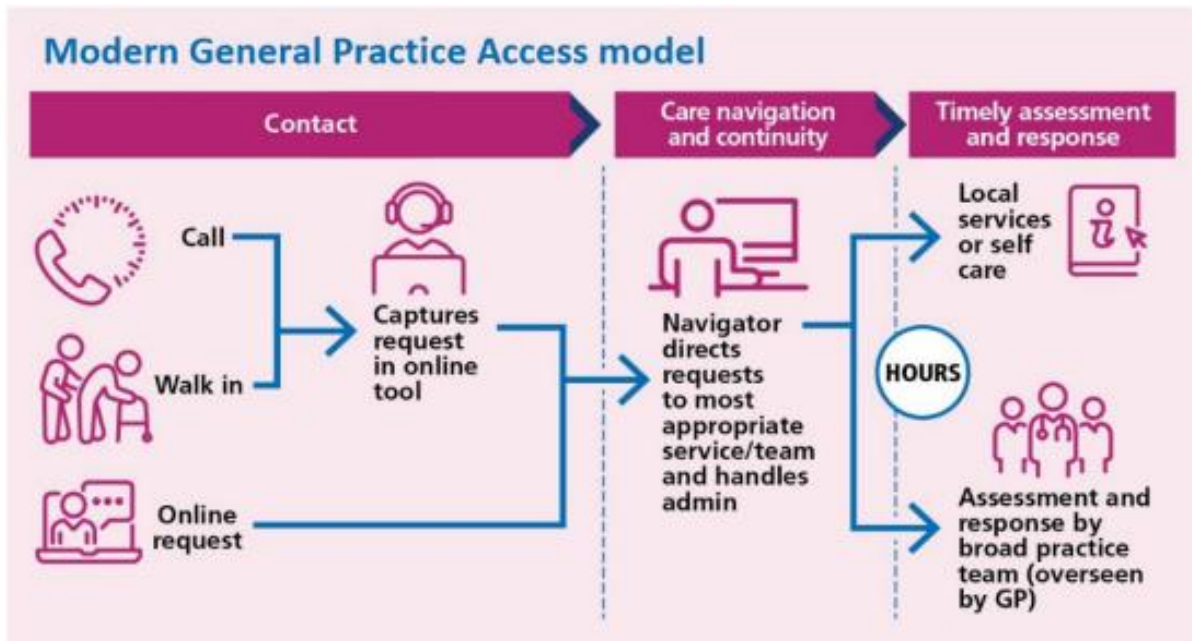 Modern General Practice Access model
Contact
Care navigation
and continuity
Timely assessment
and response
Call
Walk in
Online
request
Captures
request
in online
tool
Navigator
directs
requests
to most
appropriate
service/team
and handles
admin
Local
services
or self
care
i
HOURS
Assessment and
response by
broad practice
team (overseen
by GP)